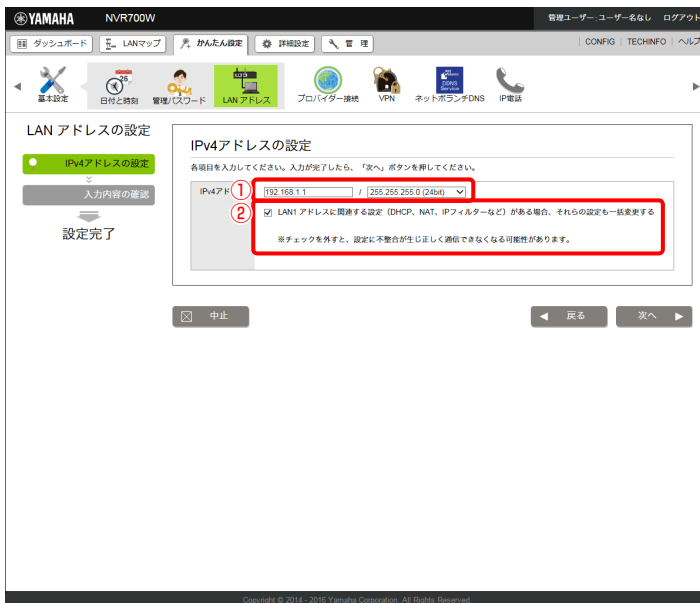 YAMAHA NVR700W 管理ユーザー:ユーザー名なし ログアウト
ダッシュボード LANマップ かんたん設定 詳細設定 管 理 CONFIG TECHINFO ヘルプ
26
DDNS
Service
基本設定 日付と時刻 管理パスワード LAN アドレス プロバイダー接続 VPN ネットボランチDNS IP電話
LAN アドレスの設定
IPv4アドレスの設定
入力内容の確認
設定完了
IPv4アドレスの設定
各項目を入力してください。入力が完了したら、「次へ」ボタンを押してください。
IPv4アド ① 192.168.1.1 / 255.255.255.0 (24bit)
② LAN1 アドレスに関連する設定（DHCP、NAT、IPフィルターなど）がある場合、それらの設定も一括変更する
※チェックを外すと、設定に不整合が生じ正しく通信できなくなる可能性があります。
中止 戻る 次へ
Copyright © 2014 - 2016 Yamaha Corporation. All Rights Reserved.